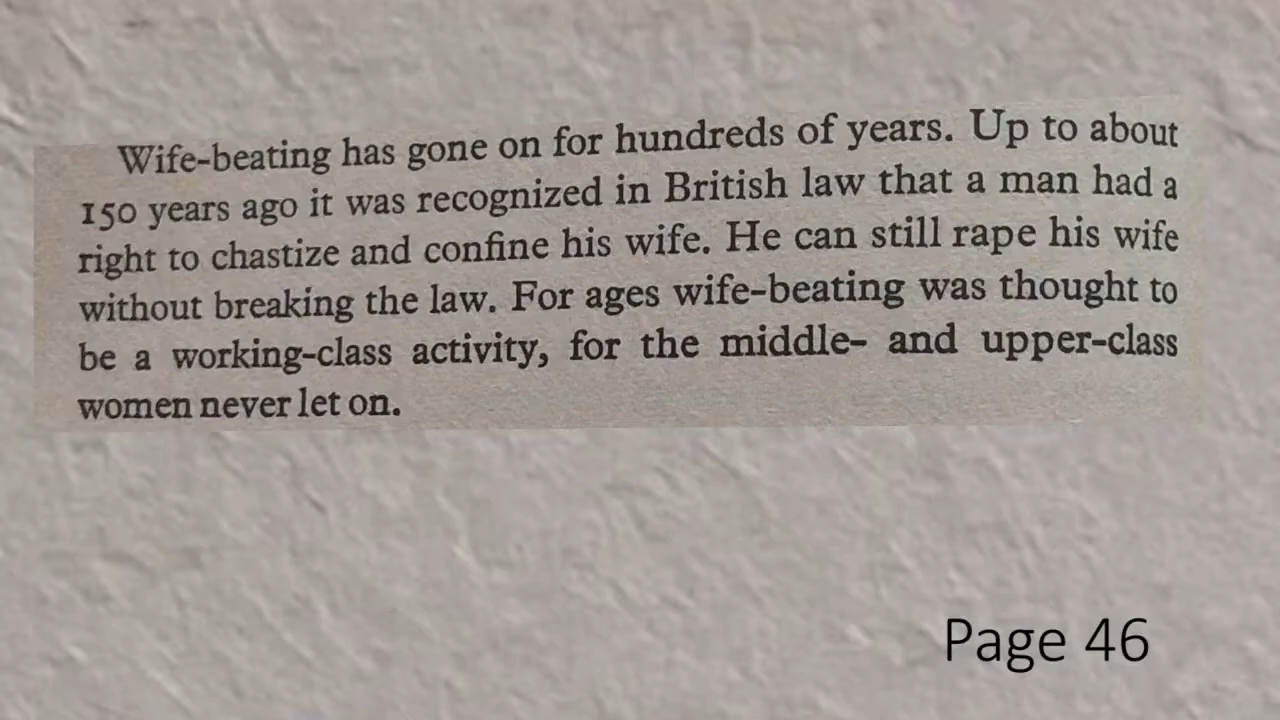 Wife-beating has gone on for hundreds of years. Up to about
150 years ago it was recognized in British law that a man had a
right to chastize and confine his wife. He can still rape his wife
without breaking the law. For ages wife-beating was thought to
be a working-class activity, for the middle- and upper-class
women never let on.
Page 46